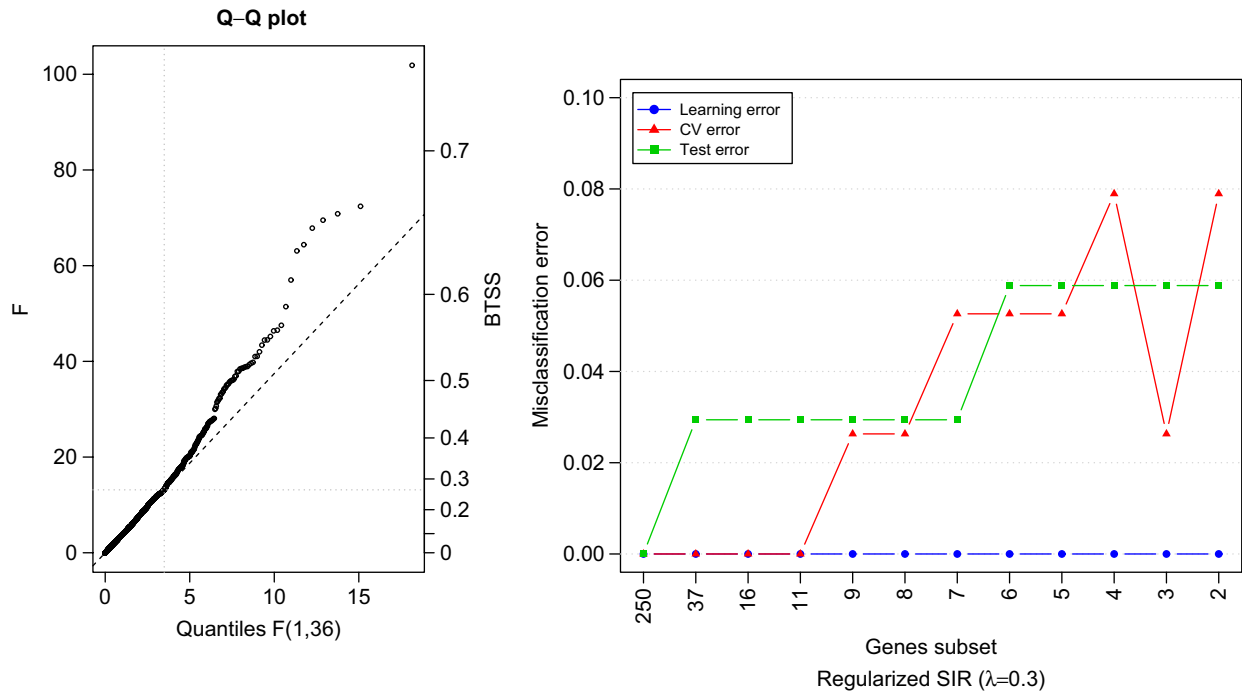 Q–Q plot
100
80
60
40
20
0
F
0.7
0.6
0.5
0.4
0.3
0.2
0
BTSS
0 5 10 15
Quantiles F(1,36)
Learning error
CV error
Test error
0.10
0.08
0.06
0.04
0.02
0.00
Misclassification error
250 37 16 11 9 8 7 6 5 4 3 2
Genes subset
Regularized SIR (λ=0.3)